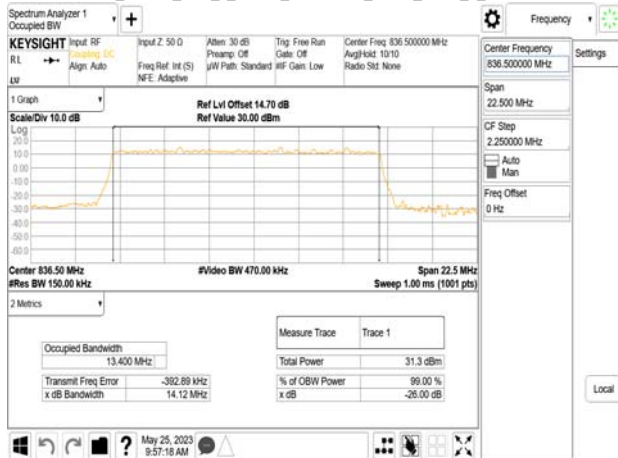 Spectrum Analyzer 1
Occupied BW
Frequency
KEYSIGHT
RL
LV
Input: RF
Coupling: DC
Align: Auto
Input Z: 50 Ω
Freq Ref: Int (S)
NFE: Adaptive
Atten: 30 dB
Preamp: Off
µW Path: Standard
Trig: Free Run
Gate: Off
#IF Gain: Low
Center Freq: 836.500000 MHz
Avg|Hold: 10/10
Radio Std: None
Center Frequency
836.500000 MHz
Settings
Span
22.500 MHz
CF Step
2.250000 MHz
Auto
Man
Freq Offset
0 Hz
Local
1 Graph
Scale/Div 10.0 dB
Ref Lvl Offset 14.70 dB
Ref Value 30.00 dBm
Log
20.0
10.0
0.00
-10.0
-20.0
-30.0
-40.0
-50.0
-60.0
Center 836.50 MHz
#Video BW 470.00 kHz
Span 22.5 MHz
#Res BW 150.00 kHz
Sweep 1.00 ms (1001 pts)
2 Metrics
Measure Trace Trace 1
Occupied Bandwidth
13.400 MHz
Total Power 31.3 dBm
Transmit Freq Error -392.89 kHz
% of OBW Power 99.00 %
x dB Bandwidth 14.12 MHz
x dB -26.00 dB
?
May 25, 2023
9:57:18 AM